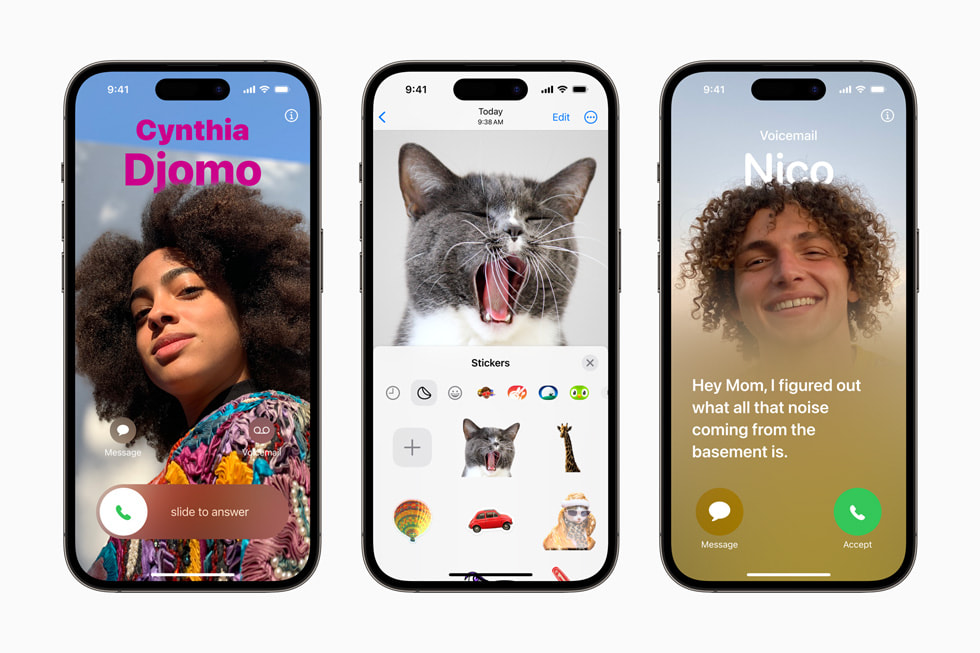 9:41
Cynthia
Djomo
Message
Voicemail
slide to answer
9:41
Today
9:38 AM
Edit
Stickers
9:41
Voicemail
Nico
Hey Mom, I figured out
what all that noise
coming from the
basement is.
Message
Accept